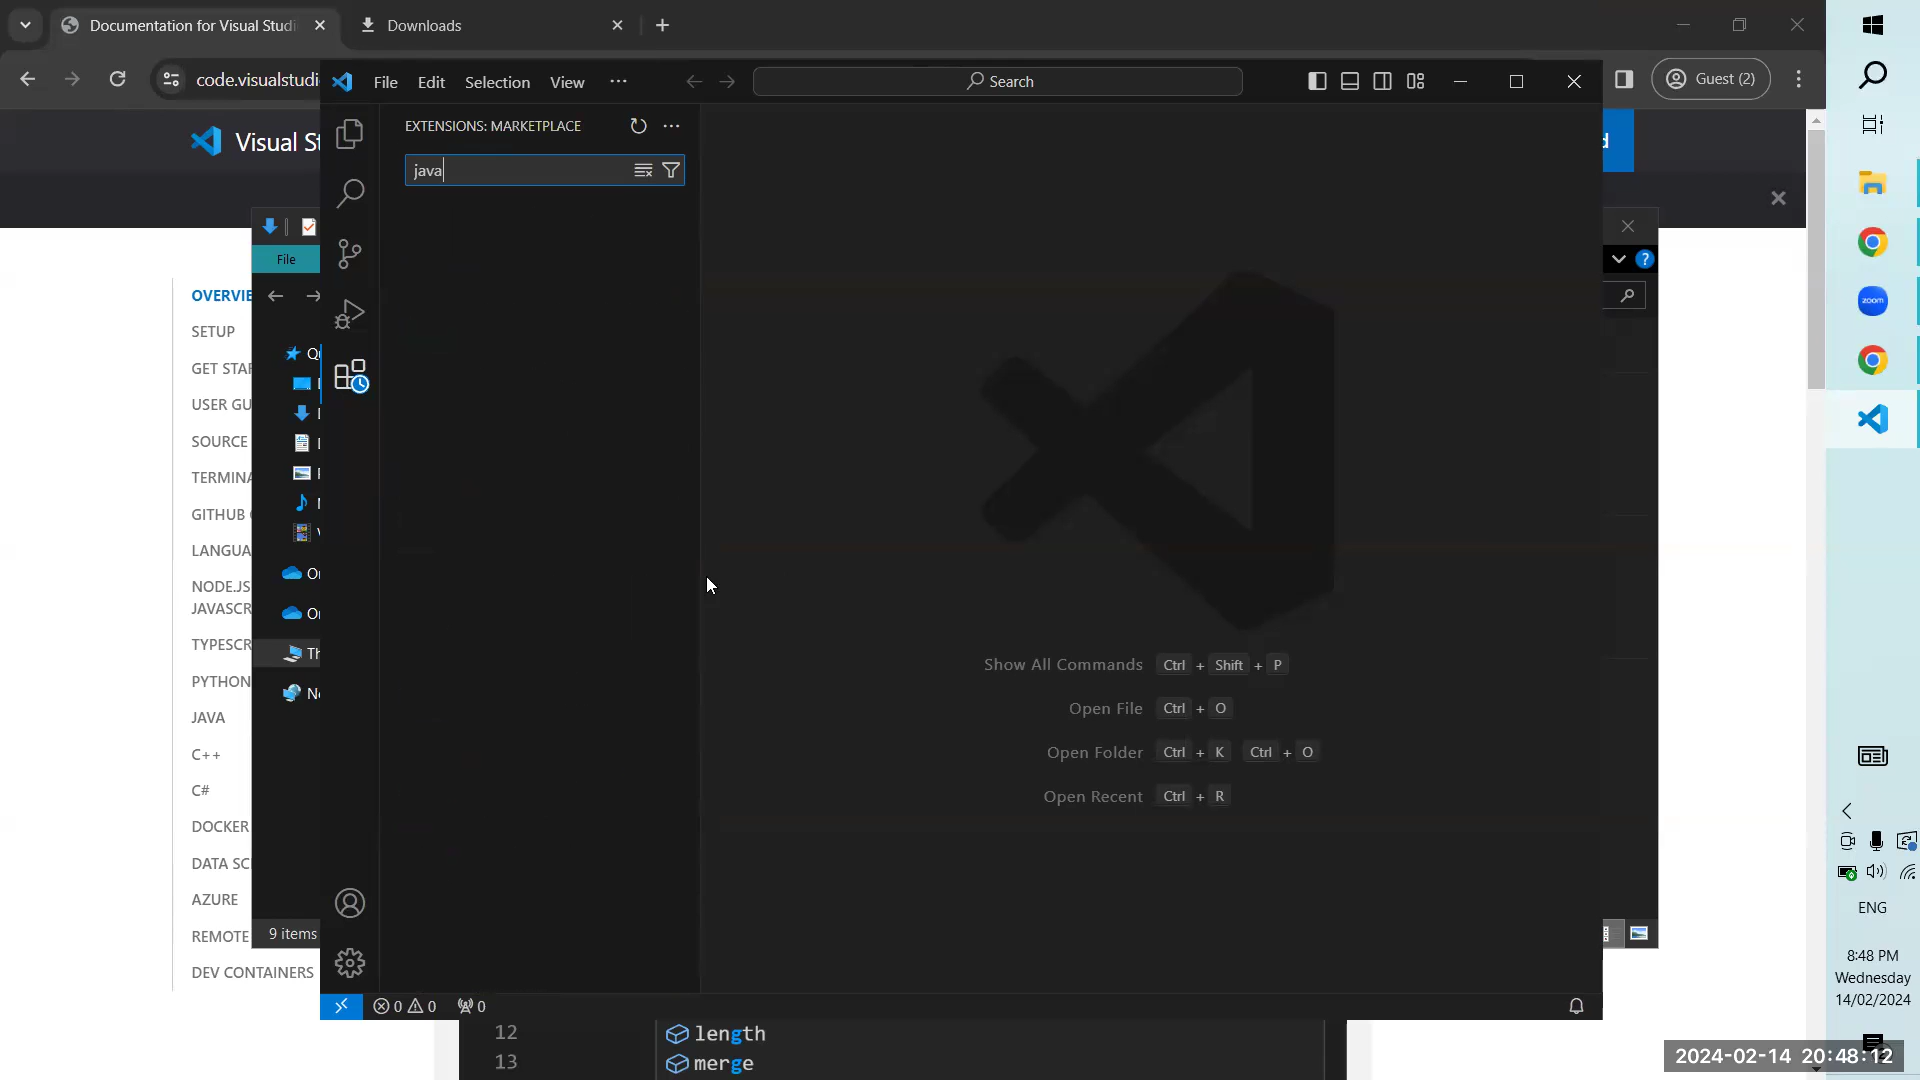 Documentation for Visual Studi
Downloads
code.visualstudi
Guest (2)
File Edit Selection View
Search
Visual St
d
EXTENSIONS: MARKETPLACE
java
File
OVERVIE
SETUP
GET STAR
USER GU
SOURCE
TERMINA
GITHUB
LANGUA
NODE.JS
JAVASCR
TYPESCR
PYTHON
JAVA
C++
C#
DOCKER
DATA SC
AZURE
REMOTE
DEV CONTAINERS
9 items
zoom
Show All Commands Ctrl + Shift + P
Open File Ctrl + O
Open Folder Ctrl + K Ctrl + O
Open Recent Ctrl + R
0 0 0
12 length
13 merge
ENG
8:48 PM
Wednesday
14/02/2024
2024-02-14 20:48:12